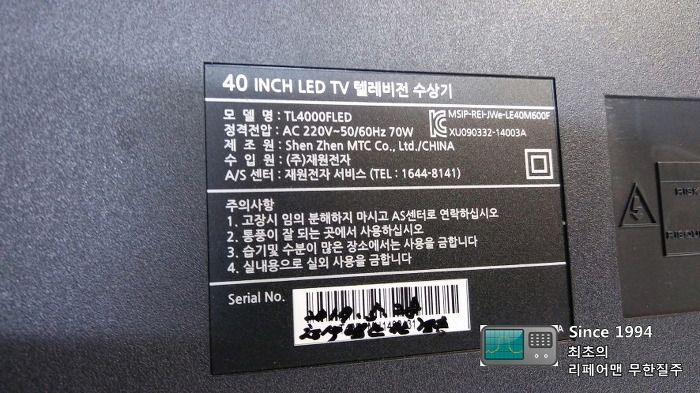 40 INCH LED TV 텔레비전 수상기
모 델 명 : TL4000FLED
정격전압 : AC 220V~50/60Hz 70W
제 조 원 : Shen Zhen MTC Co., Ltd./CHINA
수 입 원 : (주)재원전자
A/S 센터 : 재원전자 서비스 (TEL : 1644-8141)
MSIP-REI-JWe-LE40M600F
XU090332-14003A
주의사항
1. 고장시 임의 분해하지 마시고 AS센터로 연락하십시오
2. 통풍이 잘 되는 곳에서 사용하십시오
3. 습기및 수분이 많은 장소에서는 사용을 금합니다
4. 실내용으로 실외 사용을 금합니다
Serial No.
Since 1994
최초의
리페어맨 무한질주